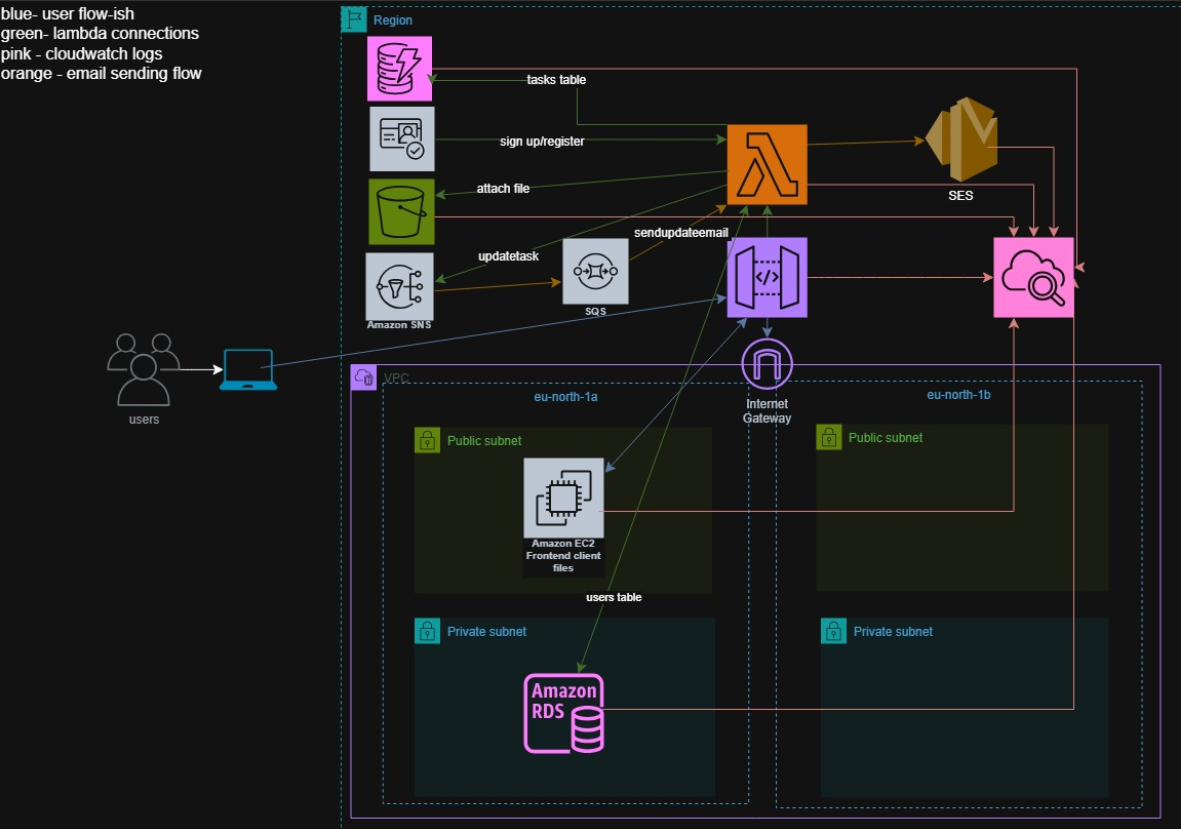 blue- user flow-ish
green- lambda connections
pink - cloudwatch logs
orange - email sending flow
Region
tasks table
sign up/register
attach file
SES
sendupdateemail
updatetask
SQS
Amazon SNS
users
VPC
Internet
Gateway
eu-north-1a
eu-north-1b
Public subnet
Public subnet
Amazon EC2
Frontend client
files
users table
Private subnet
Private subnet
Amazon
RDS